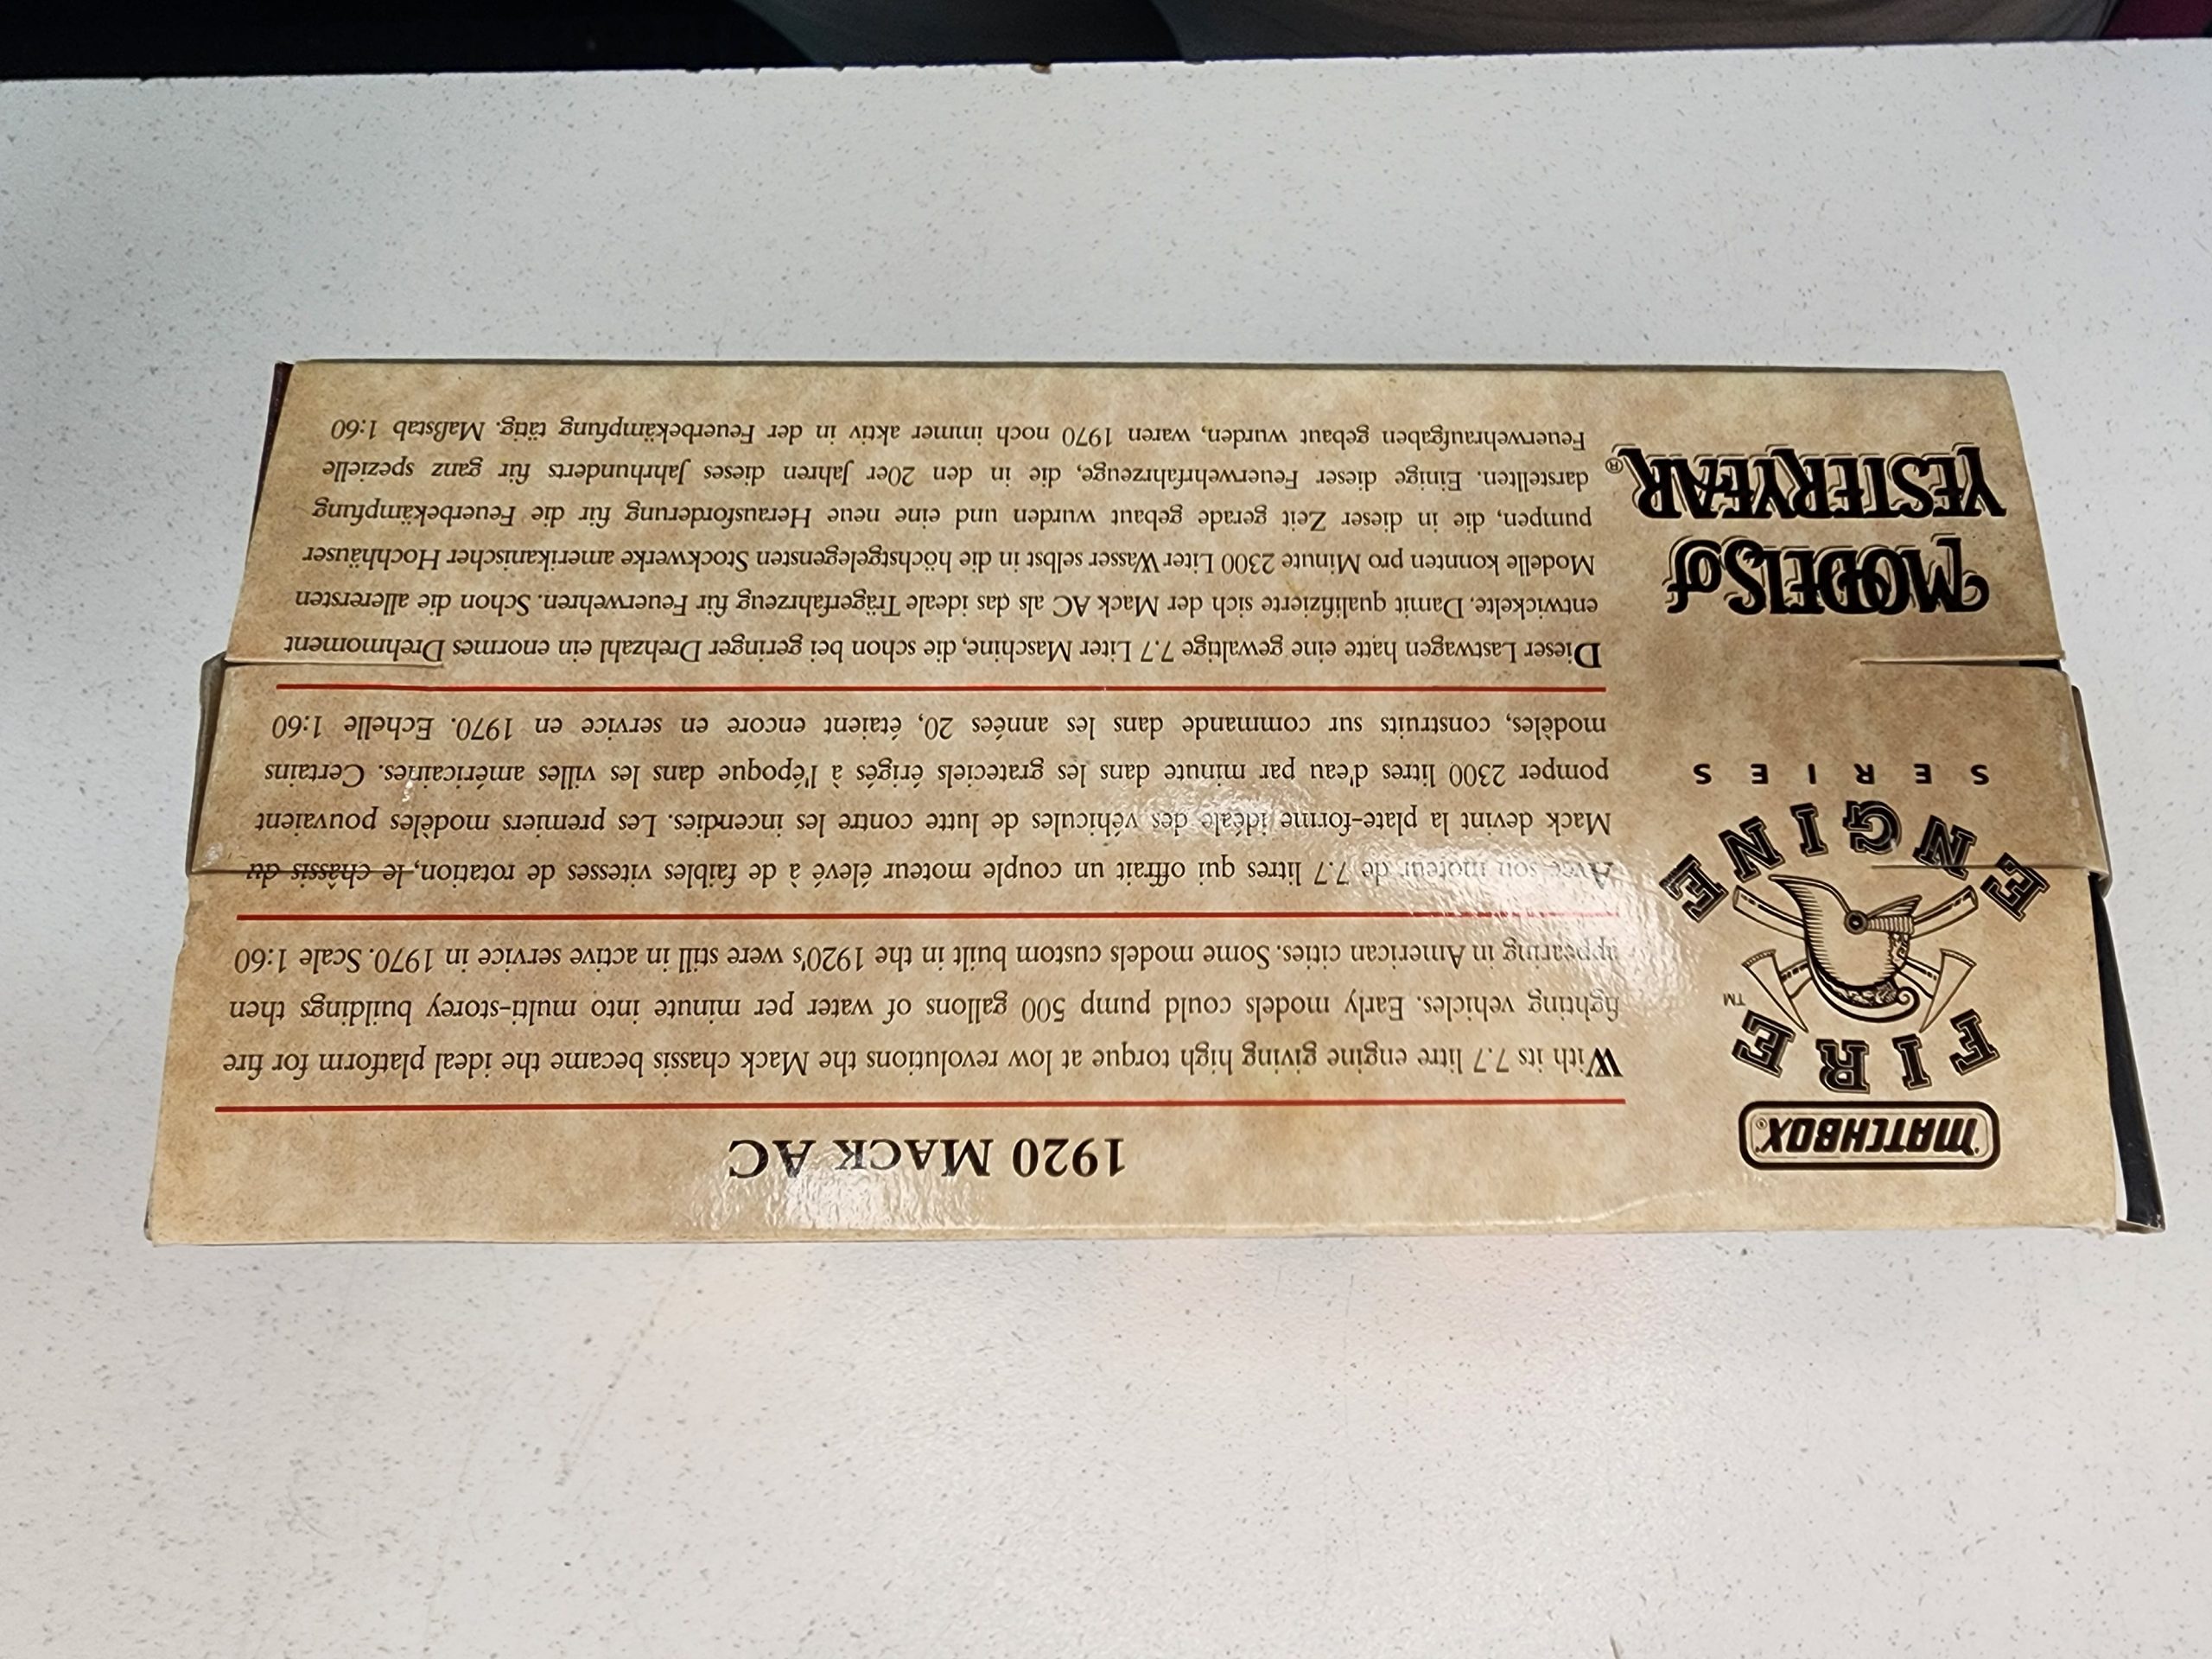 MATCHBOX®
FIRE
ENGINE
™
SERIES
MODELS of
YESTERYEAR®
1920 MACK AC
With its 7.7 litre engine giving high torque at low revolutions the Mack chassis became the ideal platform for fire
fighting vehicles. Early models could pump 500 gallons of water per minute into multi-storey buildings then
appearing in American cities. Some models custom built in the 1920's were still in active service in 1970. Scale 1:60
Avec son moteur de 7.7 litres qui offrait un couple moteur élevé à de faibles vitesses de rotation, le châssis du
Mack devint la plate-forme idéale des véhicules de lutte contre les incendies. Les premiers modèles pouvaient
pomper 2300 litres d'eau par minute dans les grateciels érigés à l'époque dans les villes américaines. Certains
modèles, construits sur commande dans les années 20, étaient encore en service en 1970. Echelle 1:60
Dieser Lastwagen hatte eine gewaltige 7.7 Liter Maschine, die schon bei geringer Drehzahl ein enormes Drehmoment
entwickelte. Damit qualifizierte sich der Mack AC als das ideale Trägerfahrzeug für Feuerwehren. Schon die allerersten
Modelle konnten pro Minute 2300 Liter Wasser selbst in die höchstgelegensten Stockwerke amerikanischer Hochhäuser
pumpen, die in dieser Zeit gerade gebaut wurden und eine neue Herausforderung für die Feuerbekämpfung
darstellten. Einige dieser Feuerwehrfahrzeuge, die in den 20er Jahren dieses Jahrhunderts für ganz spezielle
Feuerwehraufgaben gebaut wurden, waren 1970 noch immer aktiv in der Feuerbekämpfung tätig. Maßstab 1:60